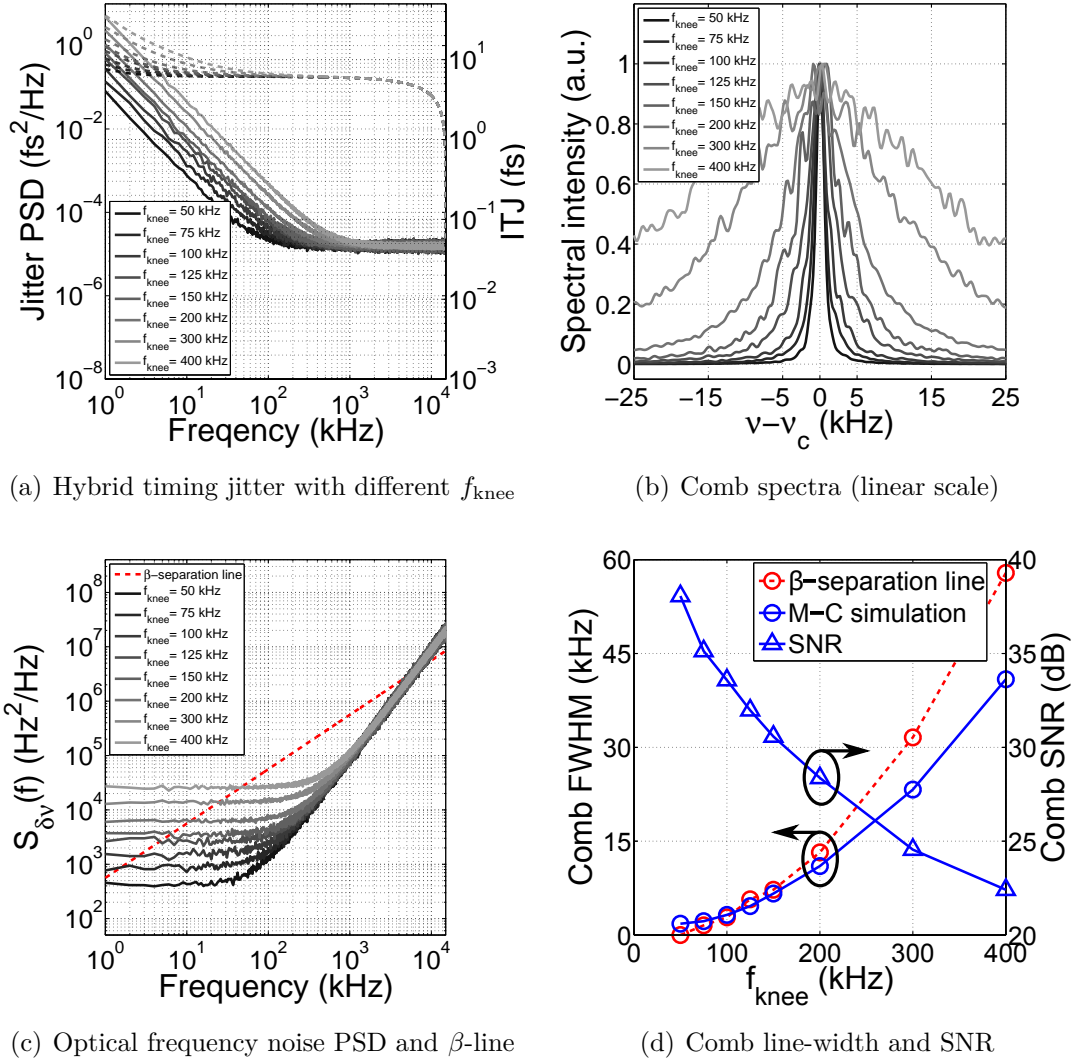 10^0
10^-2
10^-4
10^-6
10^-8
Jitter PSD (fs^2/Hz)
10^1
10^0
10^-1
10^-2
10^-3
ITJ (fs)
f_knee= 50 kHz
f_knee= 75 kHz
f_knee= 100 kHz
f_knee= 125 kHz
f_knee= 150 kHz
f_knee= 200 kHz
f_knee= 300 kHz
f_knee= 400 kHz
10^0 10^1 10^2 10^3 10^4
Freqency (kHz)
(a) Hybrid timing jitter with different f_knee
Spectral intensity (a.u.)
1
0.8
0.6
0.4
0.2
0
f_knee= 50 kHz
f_knee= 75 kHz
f_knee= 100 kHz
f_knee= 125 kHz
f_knee= 150 kHz
f_knee= 200 kHz
f_knee= 300 kHz
f_knee= 400 kHz
−25 −15 −5 0 5 15 25
ν−ν_c (kHz)
(b) Comb spectra (linear scale)
S_δν(f) (Hz^2/Hz)
10^8
10^7
10^6
10^5
10^4
10^3
10^2
β−separation line
f_knee= 50 kHz
f_knee= 75 kHz
f_knee= 100 kHz
f_knee= 125 kHz
f_knee= 150 kHz
f_knee= 200 kHz
f_knee= 300 kHz
f_knee= 400 kHz
10^0 10^1 10^2 10^3 10^4
Frequency (kHz)
(c) Optical frequency noise PSD and β-line
Comb FWHM (kHz)
60
45
30
15
0
β−separation line
M−C simulation
SNR
40
35
30
25
20
Comb SNR (dB)
0 100 200 300 400
f_knee (kHz)
(d) Comb line-width and SNR